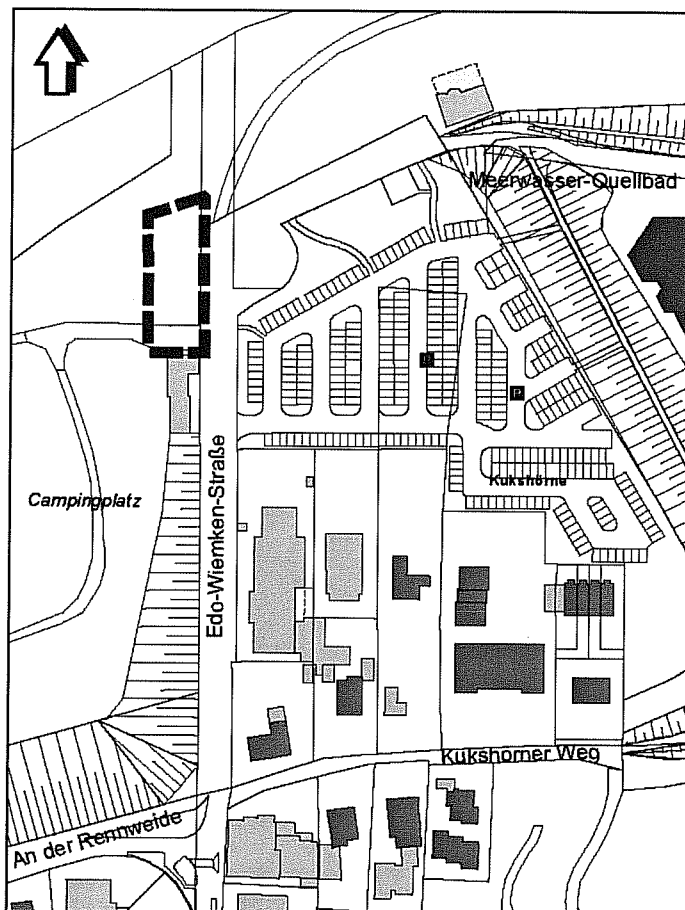 Meerwasser-Quellbad
P
P
Kukshörne
Campingplatz
Edo-Wiemken-Straße
Kukshörner Weg
An der Rennweide